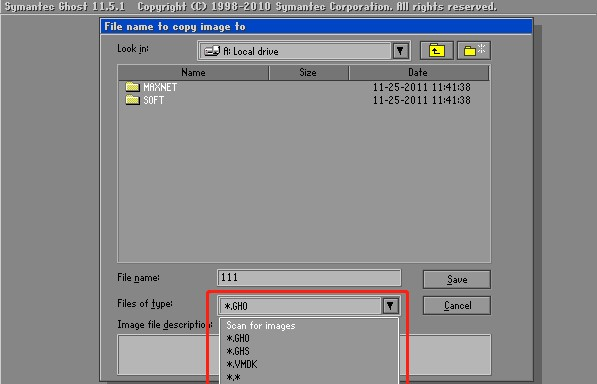 Symantec Ghost 11.5.1 Copyright (C) 1998-2010 Symantec Corporation. All rights reserved.
File name to copy image to
Look in: A: Local drive
Name Size Date
MAXNET 11-25-2011 11:41:38
SOFT 11-25-2011 11:41:38
File name: 111 Save
Files of type: *.GHO Cancel
Image file description:
Scan for images
*.GHO
*.GHS
*.VMDK
*.*